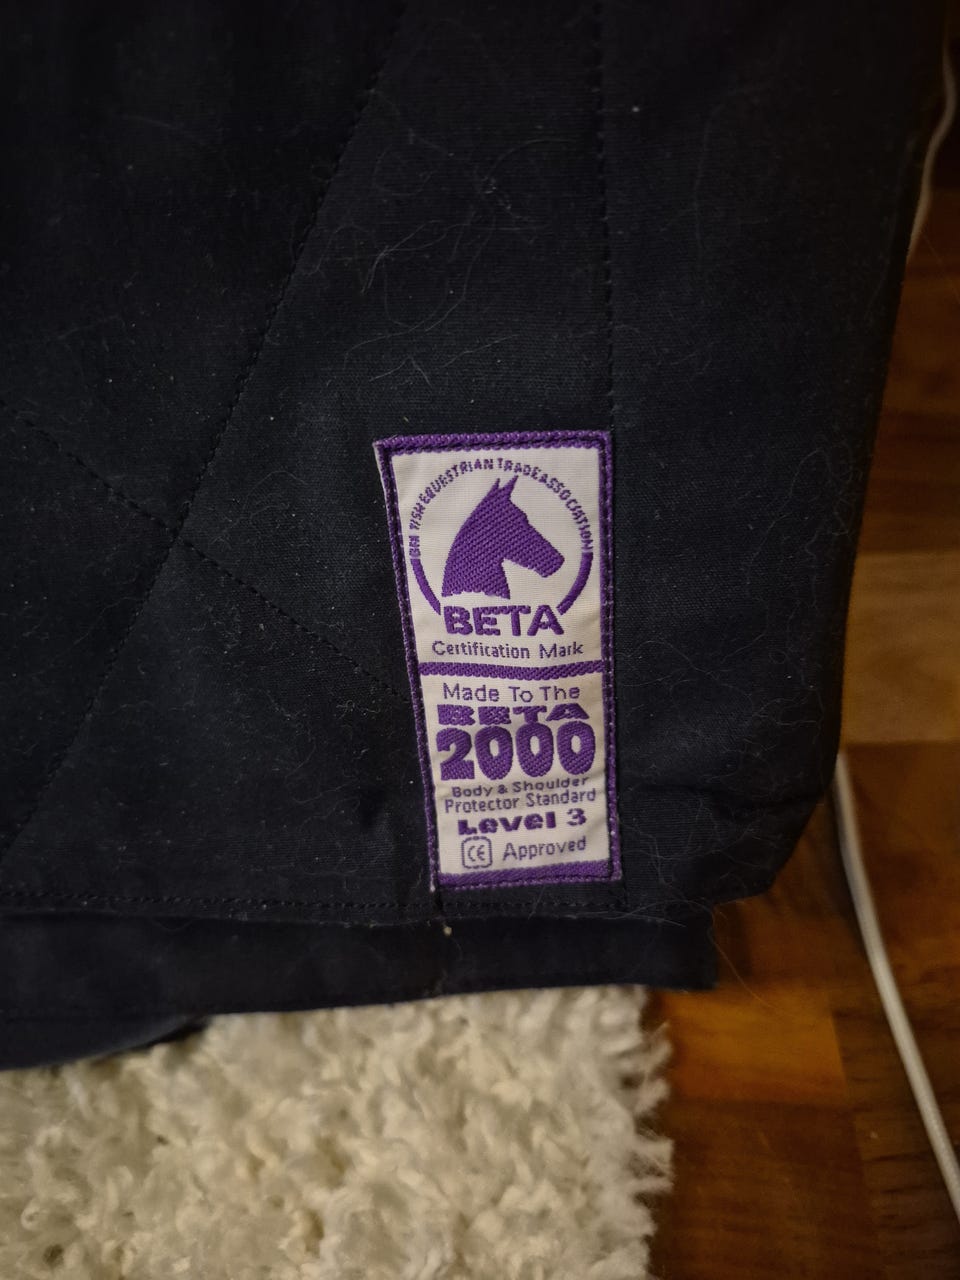 BRITISH EQUESTRIAN TRADE ASSOCIATION
BETA
Certification Mark
Made To The
BETA
2000
Body & Shoulder
Protector Standard
Level 3
CE Approved